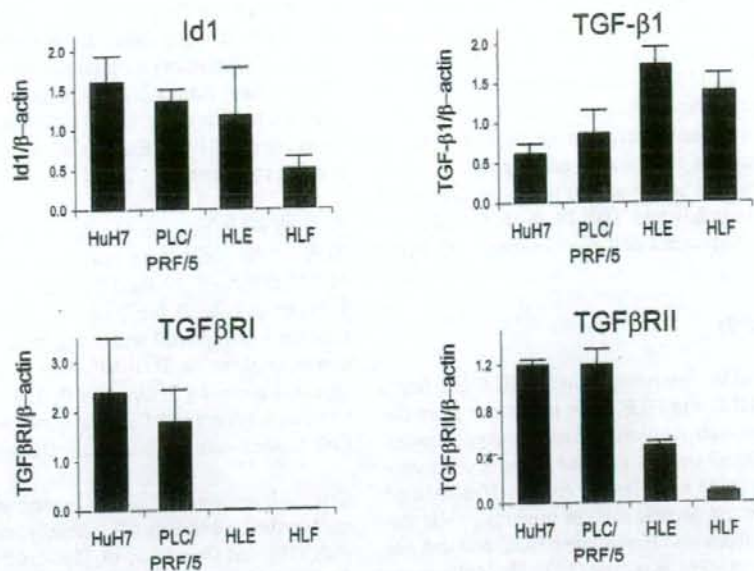 Id1
Id1/β–actin
2.0
1.5
1.0
0.5
0.0
HuH7 PLC/ HLE HLF
PRF/5
TGF-β1
TGF-β1/β–actin
2.0
1.5
1.0
0.5
0.0
HuH7 PLC/ HLE HLF
PRF/5
TGFβRI
TGFβRI/β–actin
3.0
2.0
1.0
0.0
HuH7 PLC/ HLE HLF
PRF/5
TGFβRII
TGFβRII/β–actin
1.2
0.8
0.4
0.0
HuH7 PLC/ HLE HLF
PRF/5